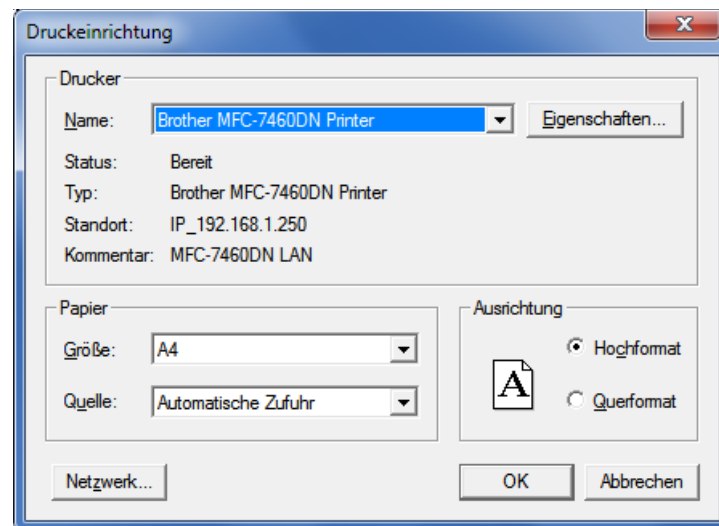 Druckeinrichtung
Drucker
Name: Brother MFC-7460DN Printer Eigenschaften...
Status: Bereit
Typ: Brother MFC-7460DN Printer
Standort: IP_192.168.1.250
Kommentar: MFC-7460DN LAN
Papier
Größe: A4
Quelle: Automatische Zufuhr
Ausrichtung
A
Hochformat
Querformat
Netzwerk... OK Abbrechen